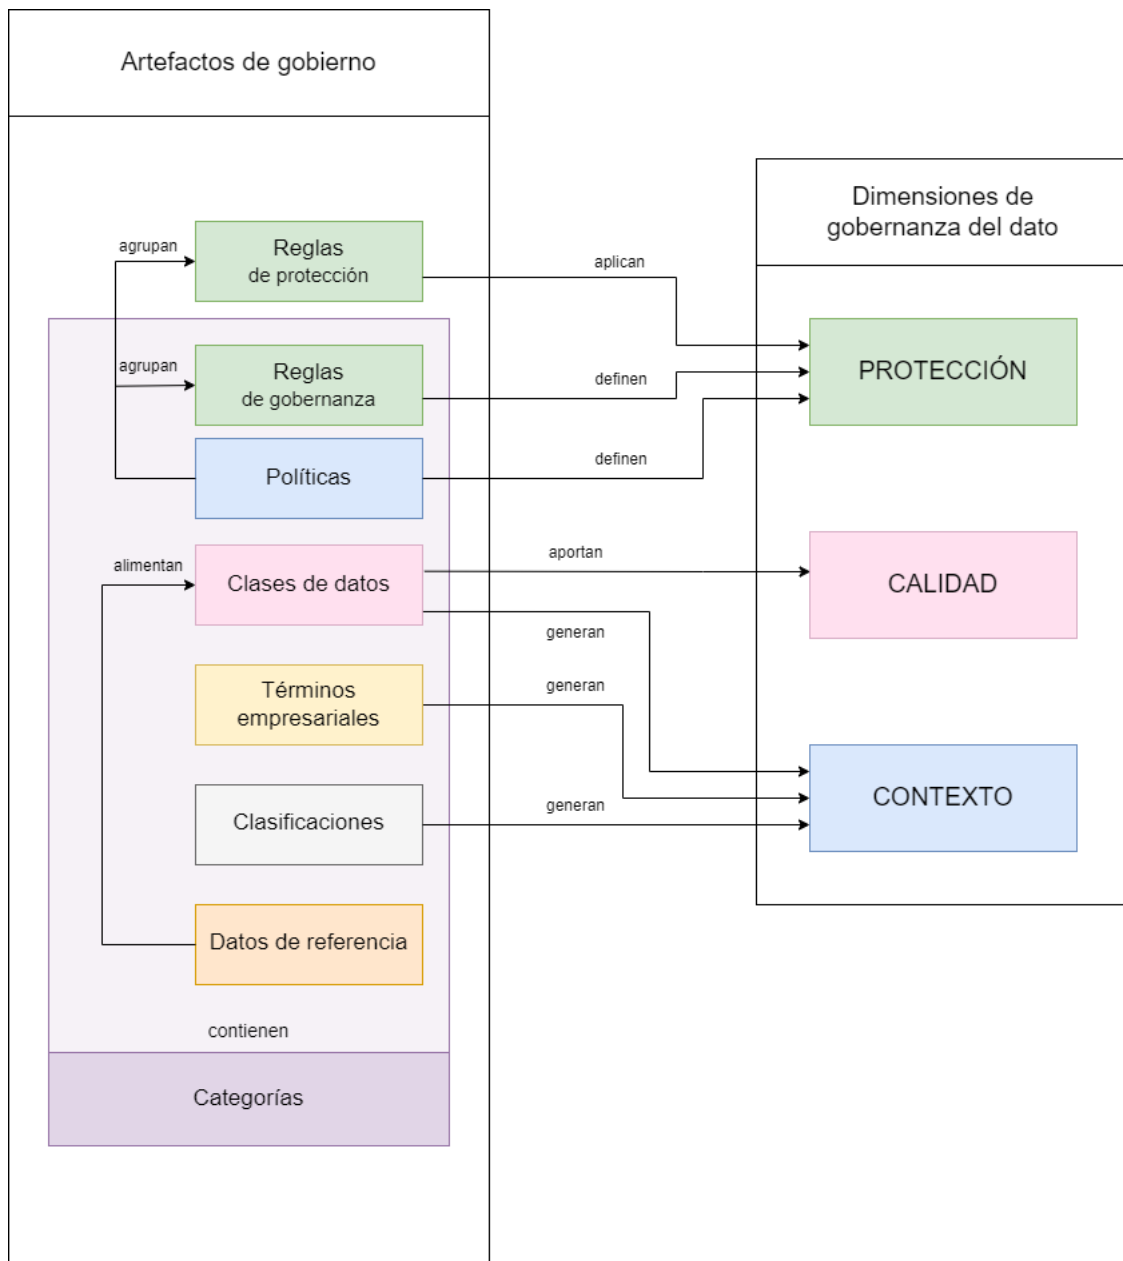 Artefactos de gobierno
Dimensiones de
gobernanza del dato
agrupan
Reglas
de protección
aplican
PROTECCIÓN
agrupan
Reglas
de gobernanza
definen
Políticas
definen
alimentan
Clases de datos
aportan
CALIDAD
generan
Términos
empresariales
generan
Clasificaciones
generan
CONTEXTO
Datos de referencia
contienen
Categorías